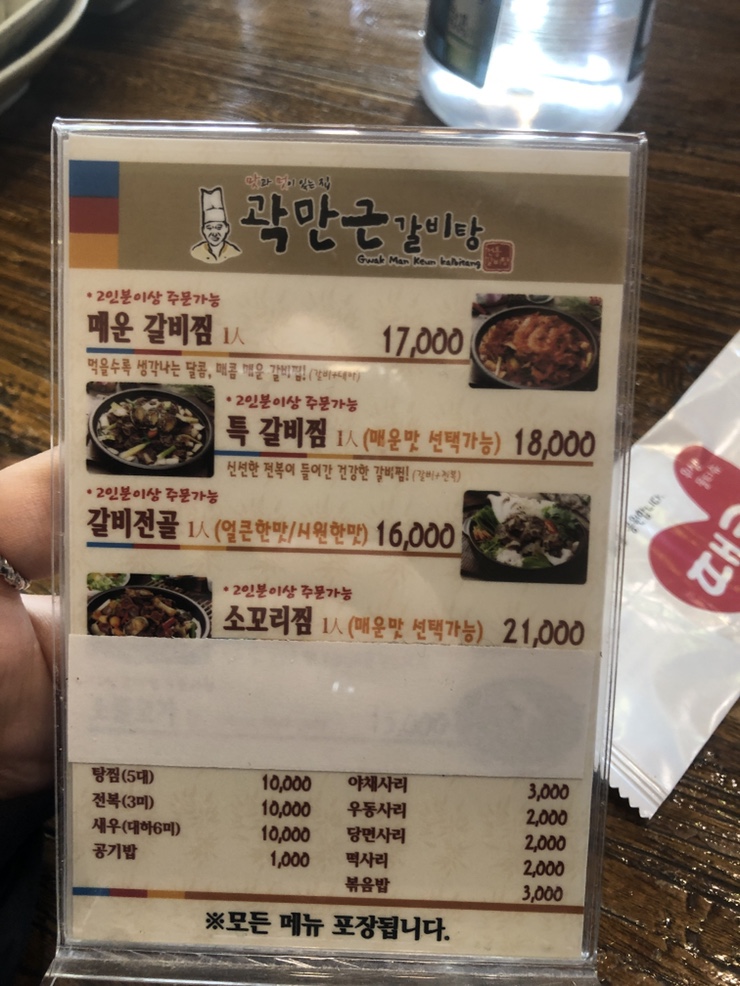 맛과 멋이 있는 집
곽만근 갈비탕
Gwak Man Keun kalbitang
•2인분이상 주문가능
매운 갈비찜 1人 17,000
먹을수록 생각나는 달콤, 매콤 매운 갈비찜! (갈비+대하)
•2인분이상 주문가능
특 갈비찜 1人 (매운맛 선택가능) 18,000
신선한 전복이 들어간 건강한 갈비찜! (갈비+전복)
•2인분이상 주문가능
갈비전골 1人 (얼큰한맛/시원한맛) 16,000
•2인분이상 주문가능
소꼬리찜 1人 (매운맛 선택가능) 21,000
탕찜(5대) 10,000
전복(3미) 10,000
새우(대하6미) 10,000
공기밥 1,000
야채사리 3,000
우동사리 2,000
당면사리 2,000
떡사리 2,000
볶음밥 3,000
※모든 메뉴 포장됩니다.